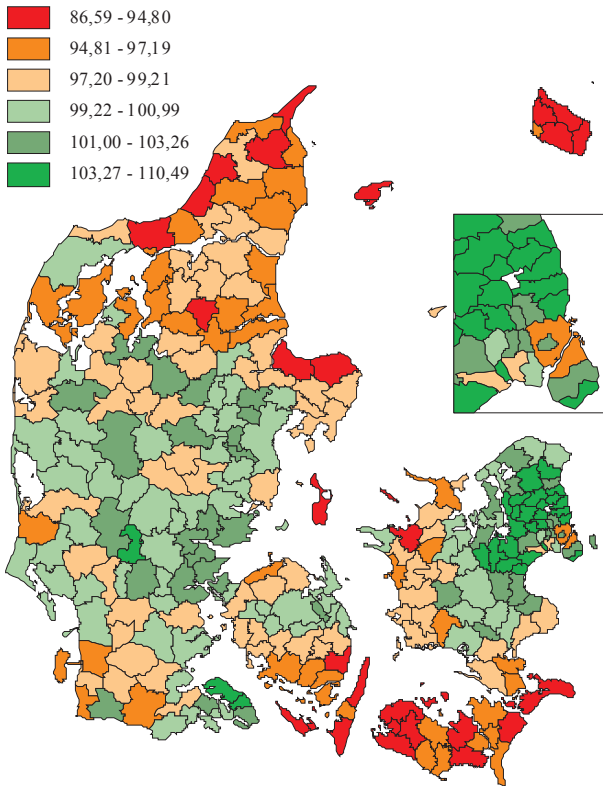 86,59 - 94,80
94,81 - 97,19
97,20 - 99,21
99,22 - 100,99
101,00 - 103,26
103,27 - 110,49